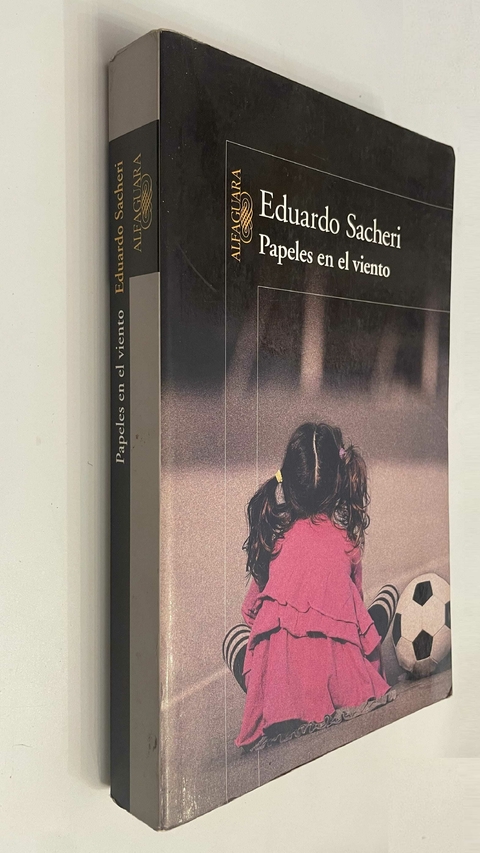 ALFAGUARA
Eduardo Sacheri
Papeles en el viento
Papeles en el viento Eduardo Sacheri ALFAGUARA